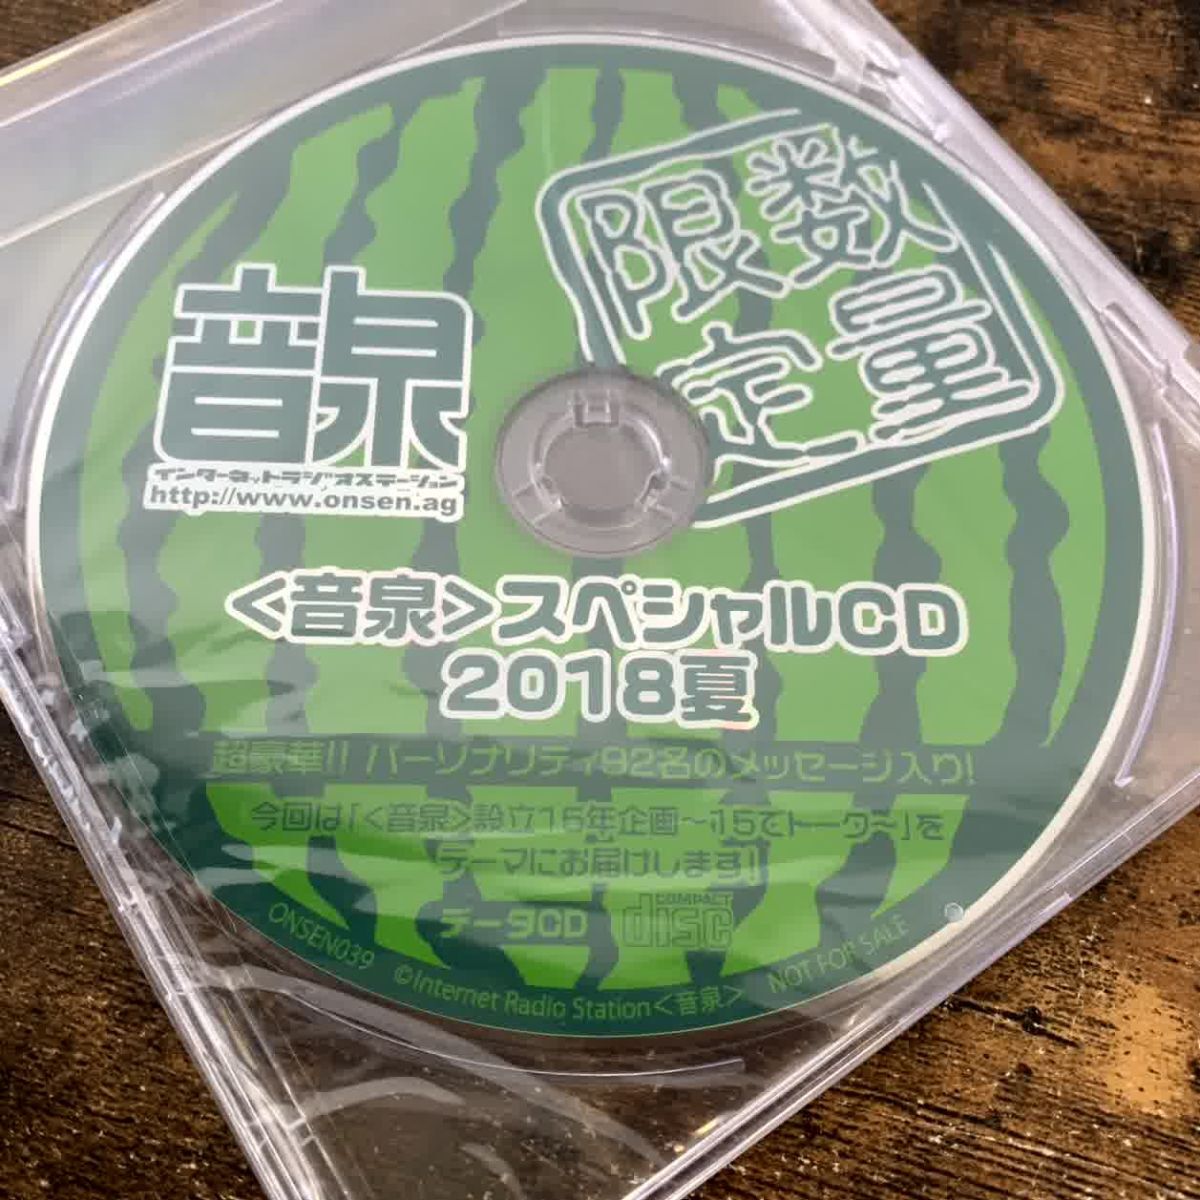 数量
限定
音泉
インターネットラジオステーション
http://www.onsen.ag
<音泉>スペシャルCD
2018夏
超豪華!! パーソナリティ92名のメッセージ入り!
今回は「<音泉>設立15年企画～i5でトーク～」を
テーマにお届けします!
データCD
COMPACT
disc
ONSEN039
©Internet Radio Station<音泉>
NOT FOR SALE